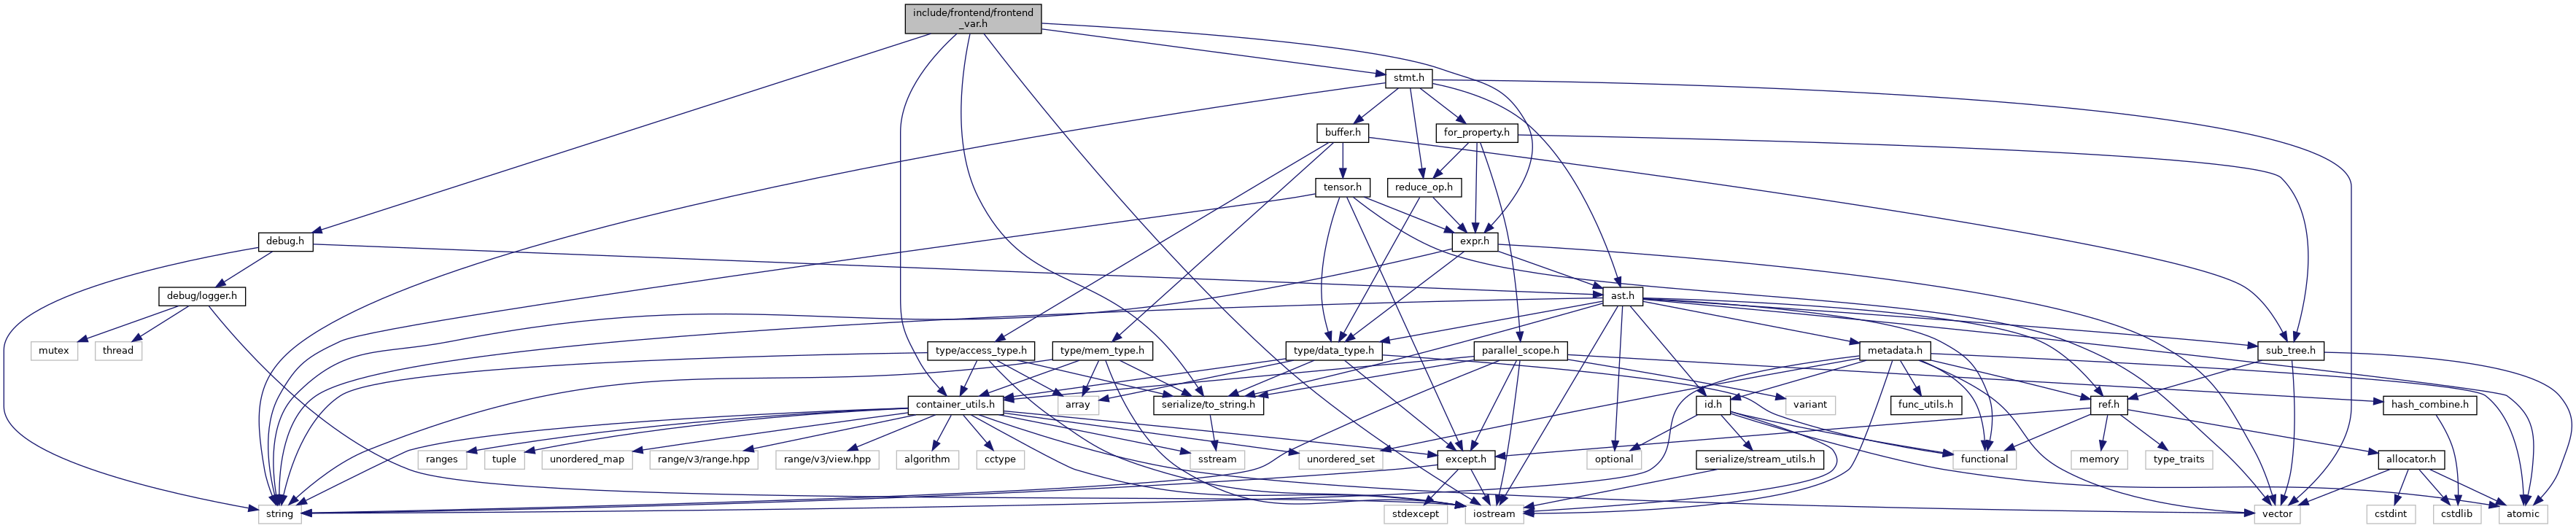 include/frontend/frontend
_var.h
stmt.h
buffer.h
for_property.h
tensor.h
reduce_op.h
debug.h
expr.h
debug/logger.h
ast.h
mutex
thread
type/access_type.h
type/mem_type.h
type/data_type.h
parallel_scope.h
metadata.h
sub_tree.h
container_utils.h
array
serialize/to_string.h
variant
func_utils.h
id.h
ref.h
hash_combine.h
ranges
tuple
unordered_map
range/v3/range.hpp
range/v3/view.hpp
algorithm
cctype
sstream
unordered_set
except.h
optional
serialize/stream_utils.h
functional
memory
type_traits
allocator.h
string
stdexcept
iostream
vector
cstdint
cstdlib
atomic